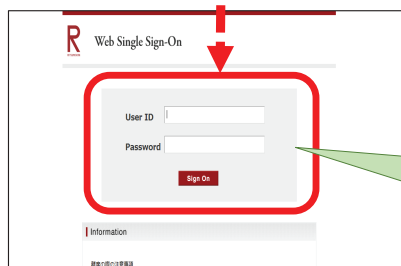 R
Web Single Sign-On
User ID
Password
Sign On
Information